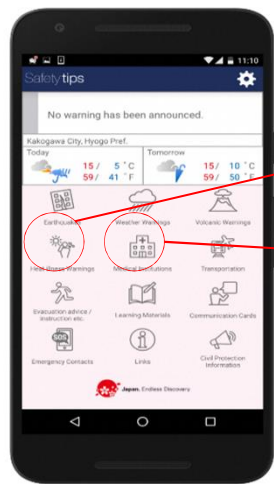 11:10
Safety tips
No warning has been announced.
Kakogawa City, Hyogo Pref.
Today
15/ 5 °C
59/ 41 °F
Tomorrow
15/ 10 °C
59/ 50 °F
Earthquakes
Weather Warnings
Volcanic Warnings
Heat Illness Warnings
Medical Institutions
Transportation
Evacuation advice /
instruction etc.
Learning Materials
Communication Cards
SOS
Emergency Contacts
Links
Civil Protection
Information
Japan. Endless Discovery.